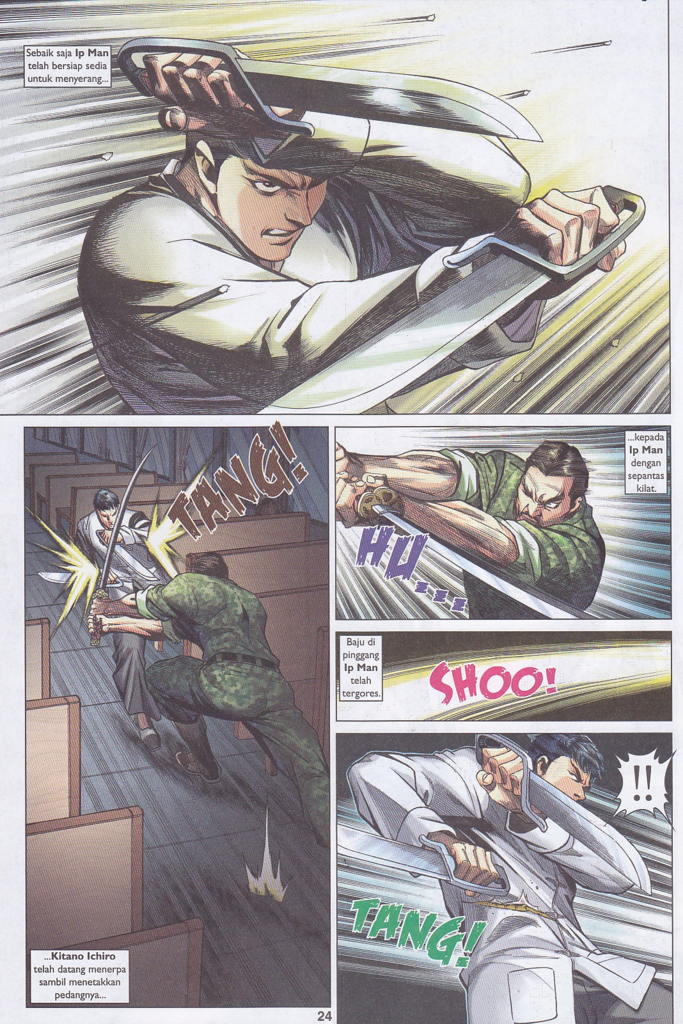 Sebaik saja Ip Man
telah bersiap sedia
untuk menyerang...
TANG!
...Kitano Ichiro
telah datang menerpa
sambil menetakkan
pedangnya...
...kepada
Ip Man
dengan
sepantas
kilat.
HU...
Baju di
pinggang
Ip Man
telah
tergores.
SHOO!
!!
TANG!
24